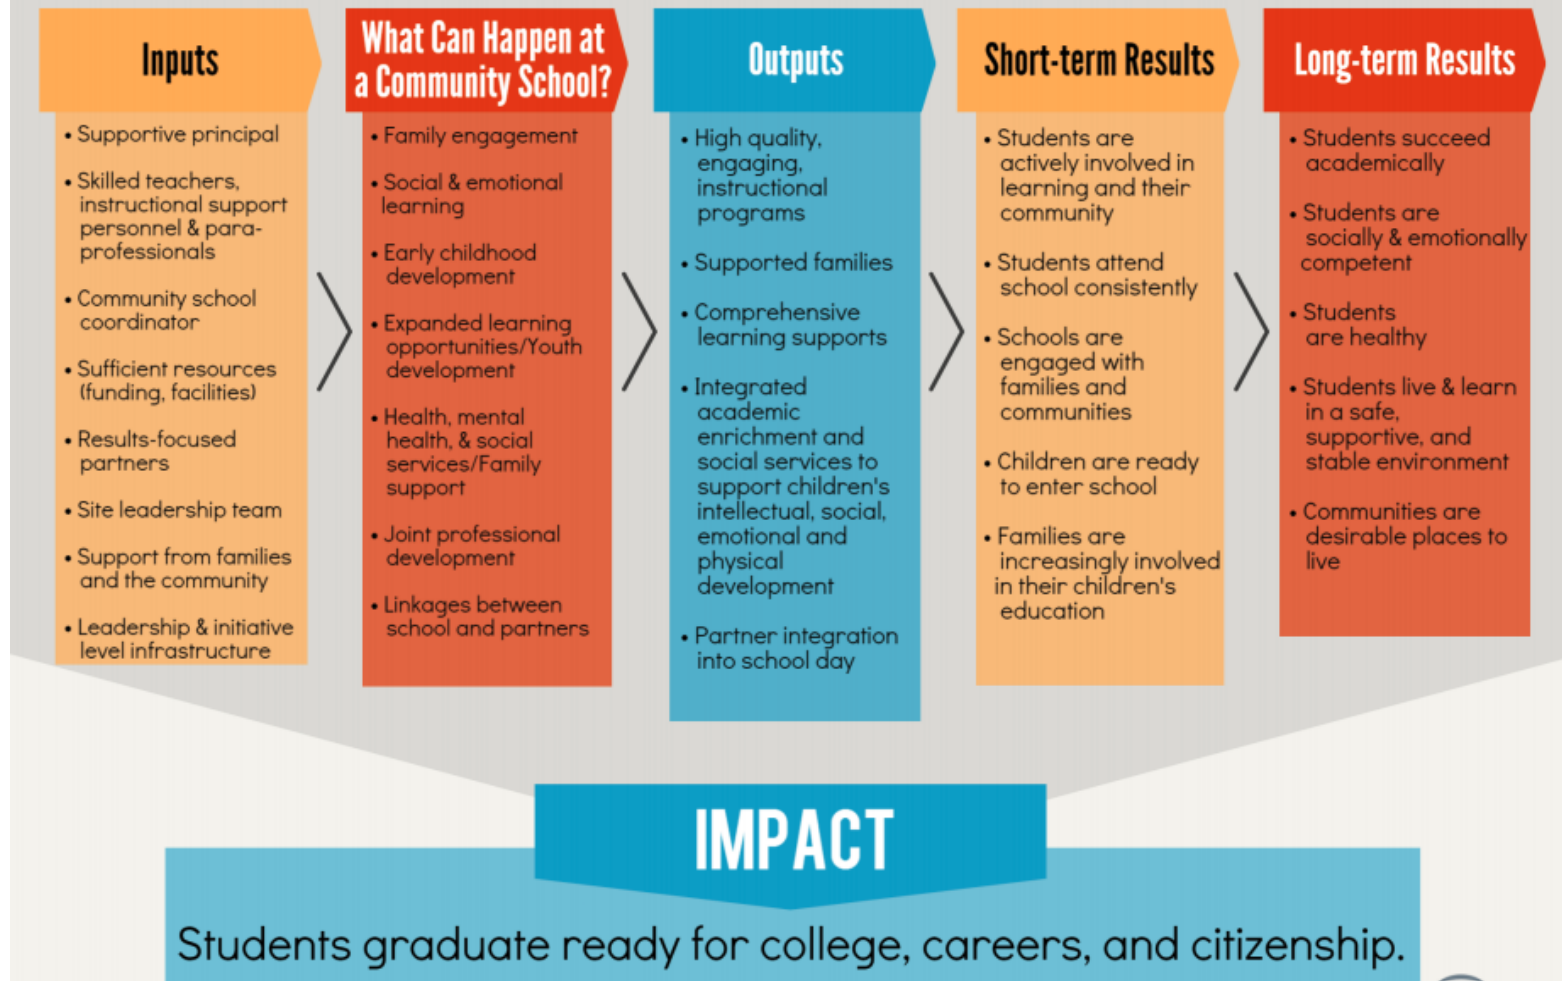 Inputs
• Supportive principal
• Skilled teachers,
instructional support
personnel & para-
professionals
• Community school
coordinator
• Sufficient resources
(funding, facilities)
• Results-focused
partners
• Site leadership team
• Support from families
and the community
• Leadership & initiative
level infrastructure
What Can Happen at
a Community School?
• Family engagement
• Social & emotional
learning
• Early childhood
development
• Expanded learning
opportunities/Youth
development
• Health, mental
health, & social
services/Family
support
• Joint professional
development
• Linkages between
school and partners
Outputs
• High quality,
engaging,
instructional
programs
• Supported families
• Comprehensive
learning supports
• Integrated
academic
enrichment and
social services to
support children's
intellectual, social,
emotional and
physical
development
• Partner integration
into school day
Short-term Results
• Students are
actively involved in
learning and their
community
• Students attend
school consistently
• Schools are
engaged with
families and
communities
• Children are ready
to enter school
• Families are
increasingly involved
in their children's
education
Long-term Results
• Students succeed
academically
• Students are
socially & emotionally
competent
• Students
are healthy
• Students live & learn
in a safe,
supportive, and
stable environment
• Communities are
desirable places to
live
IMPACT
Students graduate ready for college, careers, and citizenship.